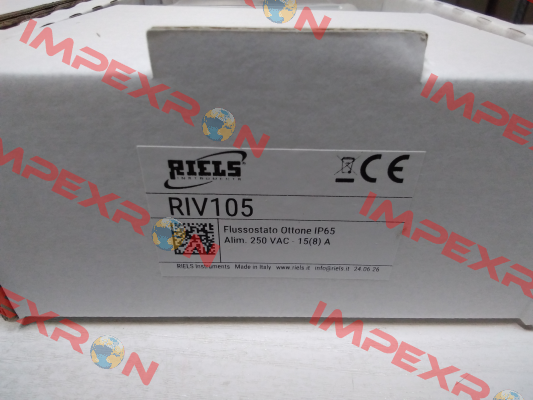 IMPEXRON
IMPEXRON
IMPEXRON
RIELS
INSTRUMENTS
CE
RIV105
Flussostato Ottone IP65
Alim. 250 VAC - 15(8) A
RIELS Instruments Made in Italy www.riels.it info@riels.it 24.06.26
IMPEXRON
IMPEXRON
IMPEXRON